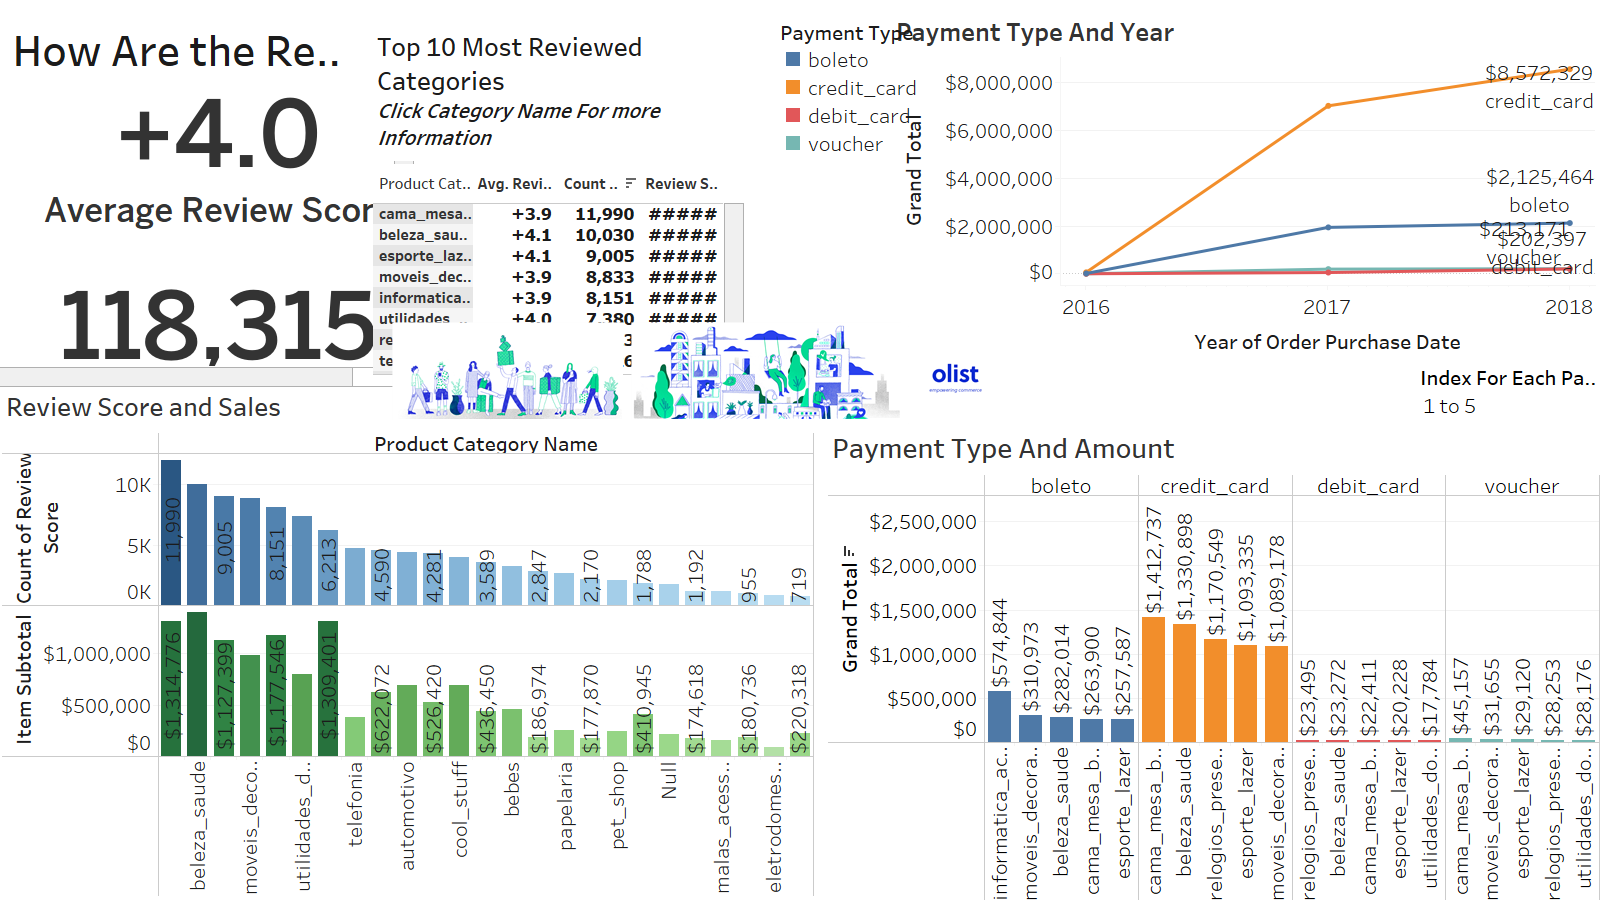 How Are the Re..
+4.0
Average Review Scor
118,315
Top 10 Most Reviewed
Categories
Click Category Name For more
Information
Product Cat.. Avg. Revi.. Count .. Review S..
cama_mesa.. +3.9 11,990 #####
beleza_sau.. +4.1 10,030 #####
esporte_laz.. +4.1 9,005 #####
moveis_dec.. +3.9 8,833 #####
informatica.. +3.9 8,151 #####
utilidades_.. +4.0 7,380 #####
re 3
te 6
Payment Type
boleto
credit_card
debit_card
voucher
Payment Type And Year
Grand Total
$8,000,000
$6,000,000
$4,000,000
$2,000,000
$0
$8,572,329
credit_card
$2,125,464
boleto
$213,171
voucher
$202,397
debit_card
2016 2017 2018
Year of Order Purchase Date
olist
empowering commerce
Index For Each Pa..
1 to 5
Review Score and Sales
Product Category Name
Count of Review
Score
10K
5K
0K
11,990 9,005 8,151 6,213 4,590 4,281 3,589 2,847 2,170 1,788 1,192 955 719
Item Subtotal
$1,000,000
$500,000
$0
$1,314,776 $1,127,399 $1,177,546 $1,309,401 $622,072 $526,420 $436,450 $186,974 $177,870 $410,945 $174,618 $180,736 $220,318
beleza_saude moveis_deco.. utilidades_d.. telefonia automotivo cool_stuff bebes papelaria pet_shop Null malas_acess.. eletrodomes..
Payment Type And Amount
boleto credit_card debit_card voucher
Grand Total
$2,500,000
$2,000,000
$1,500,000
$1,000,000
$500,000
$0
$574,844 $310,973 $282,014 $263,900 $257,587 $1,412,737 $1,330,898 $1,170,549 $1,093,335 $1,089,178 $23,495 $23,272 $22,411 $20,228 $17,784 $45,157 $31,655 $29,120 $28,253 $28,176
informatica_ac.. moveis_decora.. beleza_saude cama_mesa_b.. esporte_lazer cama_mesa_b.. beleza_saude relogios_prese.. esporte_lazer moveis_decora.. relogios_prese.. beleza_saude cama_mesa_b.. esporte_lazer utilidades_do.. cama_mesa_b.. moveis_decora.. esporte_lazer relogios_prese.. utilidades_do..